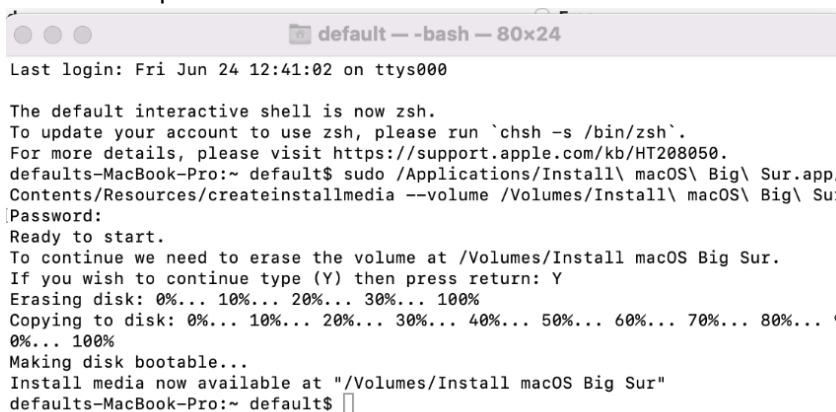 default — -bash — 80×24
Last login: Fri Jun 24 12:41:02 on ttys000
The default interactive shell is now zsh.
To update your account to use zsh, please run `chsh -s /bin/zsh`.
For more details, please visit https://support.apple.com/kb/HT208050.
defaults-MacBook-Pro:~ default$ sudo /Applications/Install\ macOS\ Big\ Sur.app
Contents/Resources/createinstallmedia --volume /Volumes/Install\ macOS\ Big\ Su
Password:
Ready to start.
To continue we need to erase the volume at /Volumes/Install macOS Big Sur.
If you wish to continue type (Y) then press return: Y
Erasing disk: 0%... 10%... 20%... 30%... 100%
Copying to disk: 0%... 10%... 20%... 30%... 40%... 50%... 60%... 70%... 80%...
0%... 100%
Making disk bootable...
Install media now available at "/Volumes/Install macOS Big Sur"
defaults-MacBook-Pro:~ default$